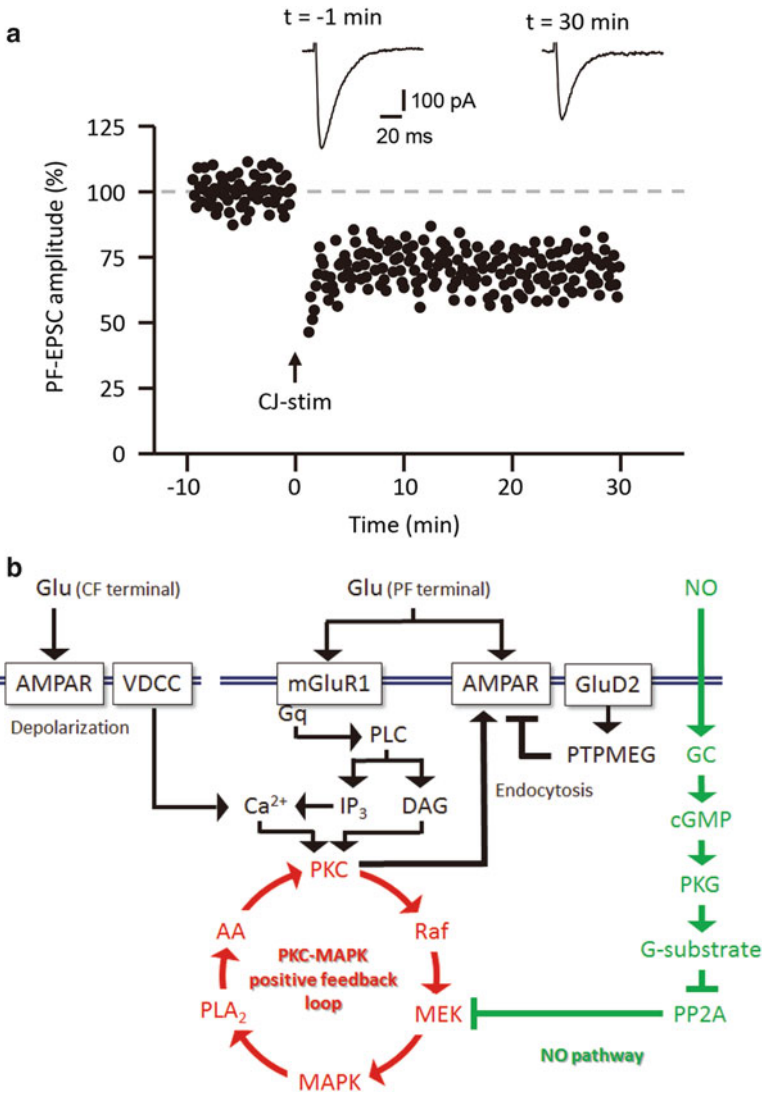 a
t = -1 min
t = 30 min
100 pA
20 ms
125
100
75
50
25
0
PF-EPSC amplitude (%)
CJ-stim
-10
0
10
20
30
Time (min)
b
Glu (CF terminal)
Glu (PF terminal)
NO
AMPAR
VDCC
mGluR1
AMPAR
GluD2
Depolarization
Gq
PLC
PTPMEG
GC
Endocytosis
Ca²⁺
IP₃
DAG
cGMP
PKC
PKG
AA
Raf
G-substrate
PKC-MAPK
positive feedback
loop
PLA₂
MEK
PP2A
NO pathway
MAPK